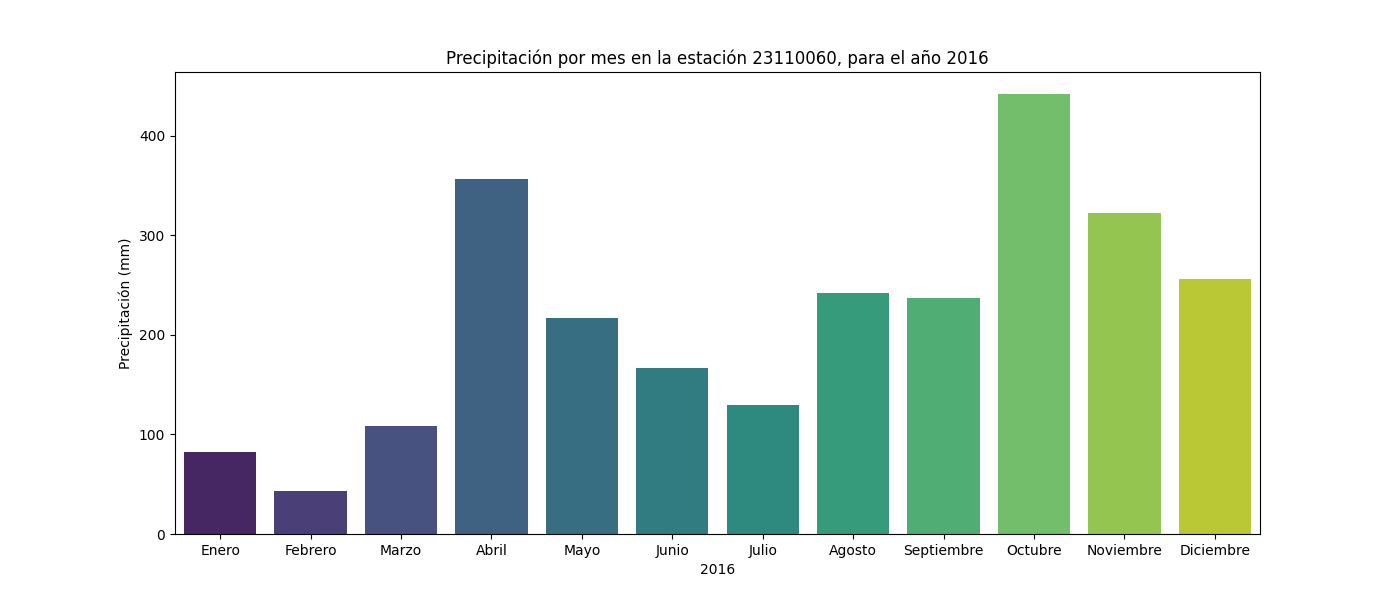 Precipitación por mes en la estación 23110060, para el año 2016
Precipitación (mm)
400
300
200
100
0
Enero Febrero Marzo Abril Mayo Junio Julio Agosto Septiembre Octubre Noviembre Diciembre
2016